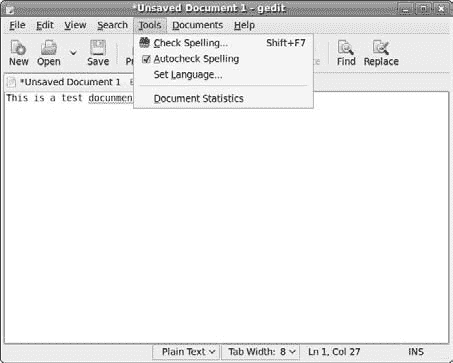 *Unsaved Document 1 - gedit
File Edit View Search Tools Documents Help
Check Spelling... Shift+F7
Autocheck Spelling
Set Language...
Document Statistics
New Open Save Find Replace
*Unsaved Document 1
This is a test
Plain Text Tab Width: 8 Ln 1, Col 27 INS